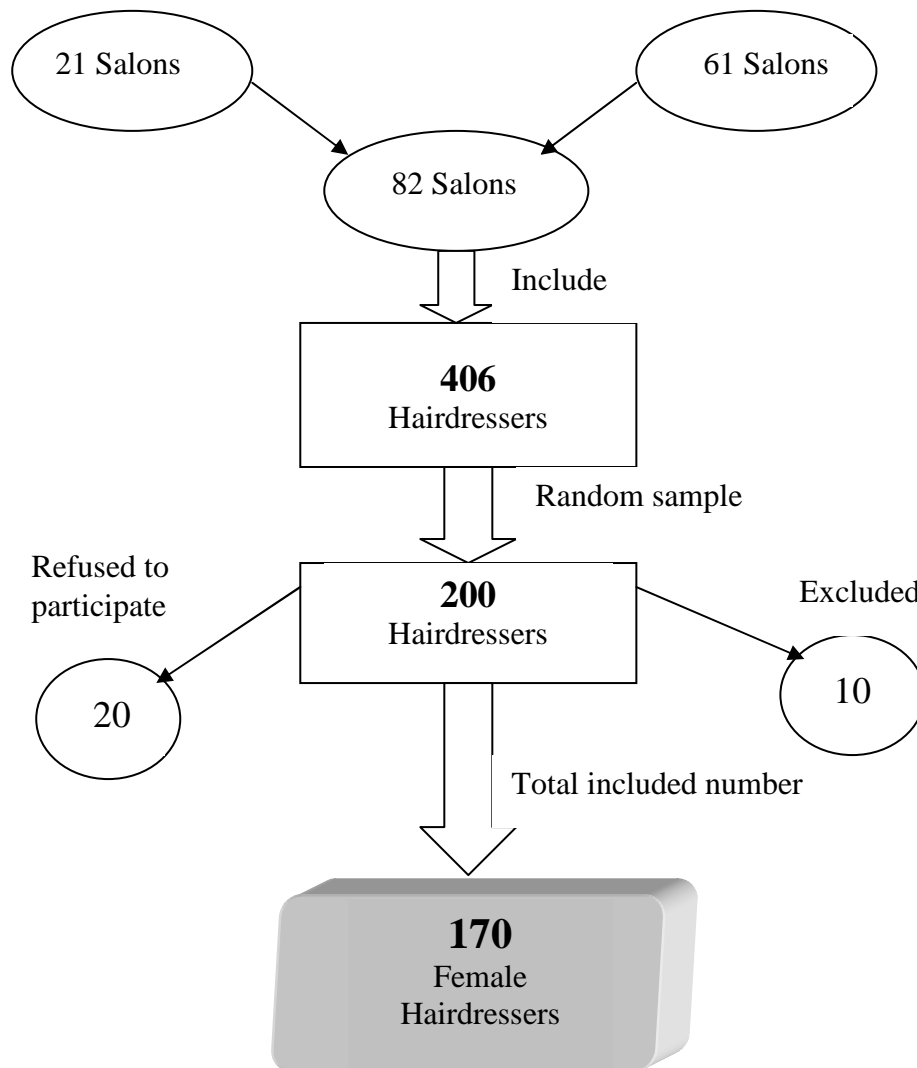 21 Salons
61 Salons
82 Salons
Include
406
Hairdressers
Random sample
Refused to
participate
200
Hairdressers
Excluded
20
10
Total included number
170
Female
Hairdressers